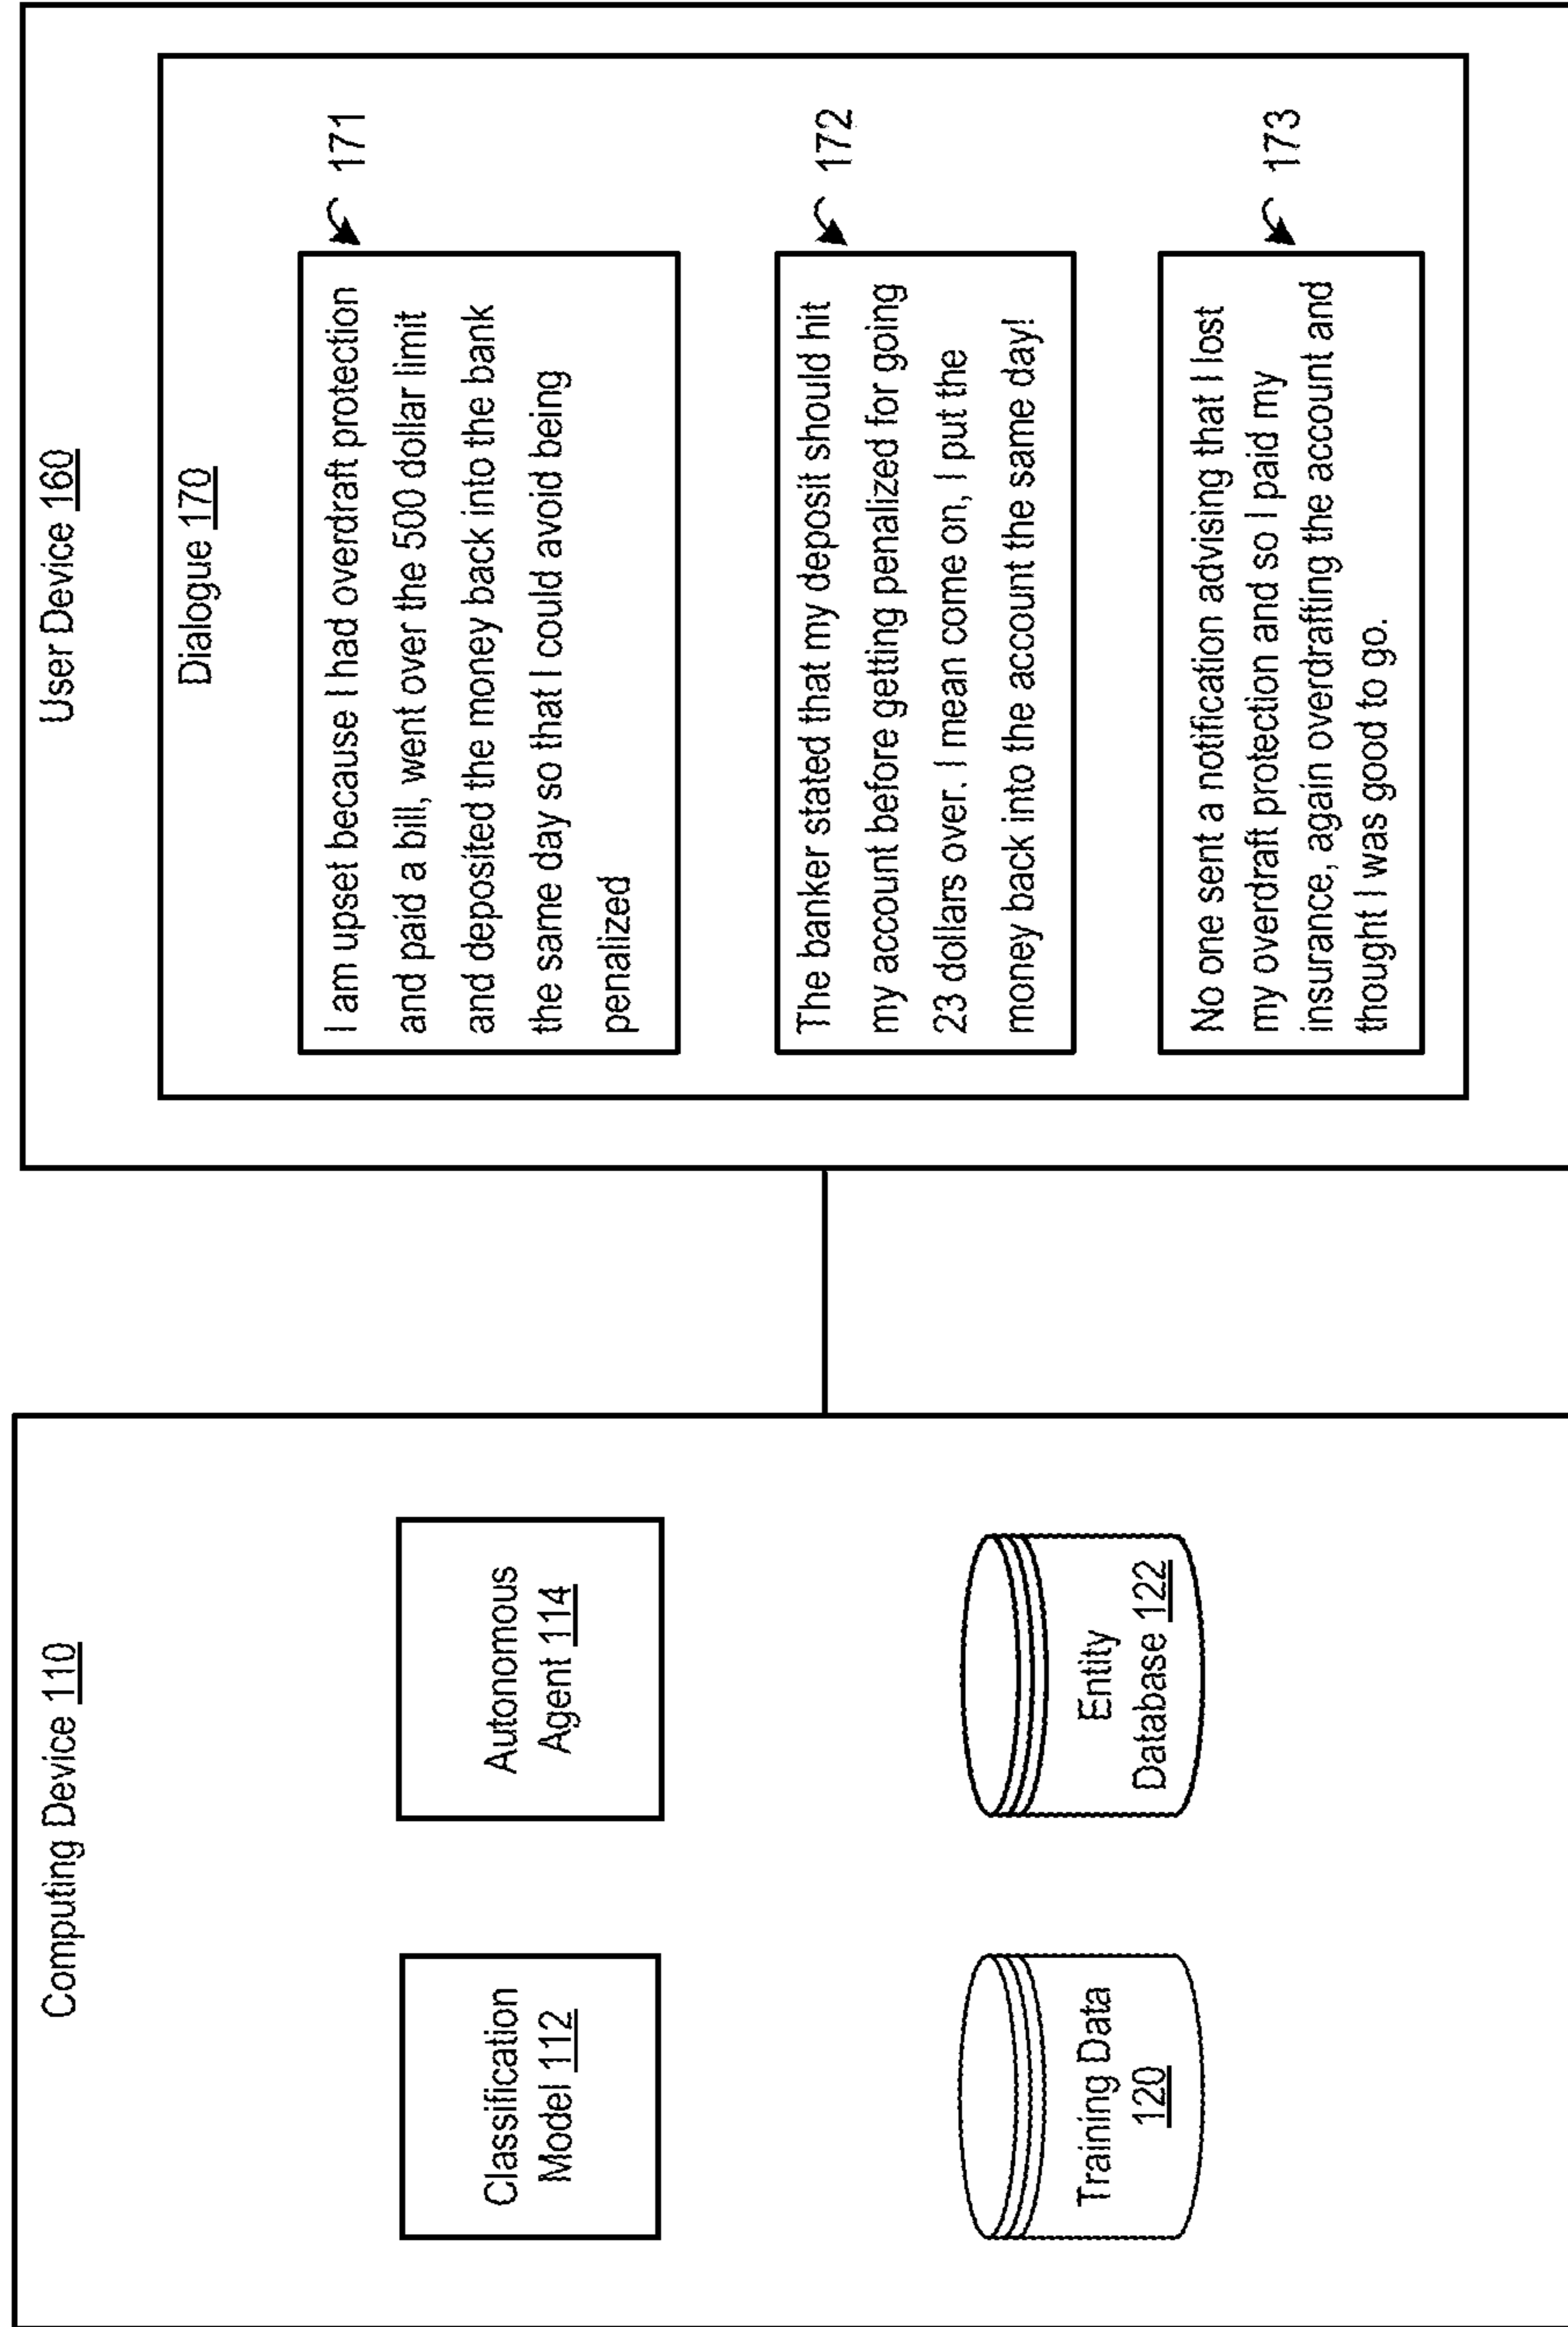 Computing Device 110
Classification
Model 112
Autonomous
Agent 114
Training Data
120
Entity
Database 122
User Device 160
Dialogue 170
I am upset because I had overdraft protection
and paid a bill, went over the 500 dollar limit
and deposited the money back into the bank
the same day so that I could avoid being
penalized
171
The banker stated that my deposit should hit
my account before getting penalized for going
23 dollars over. I mean come on, I put the
money back into the account the same day!
172
No one sent a notification advising that I lost
my overdraft protection and so I paid my
insurance, again overdrafting the account and
thought I was good to go.
173